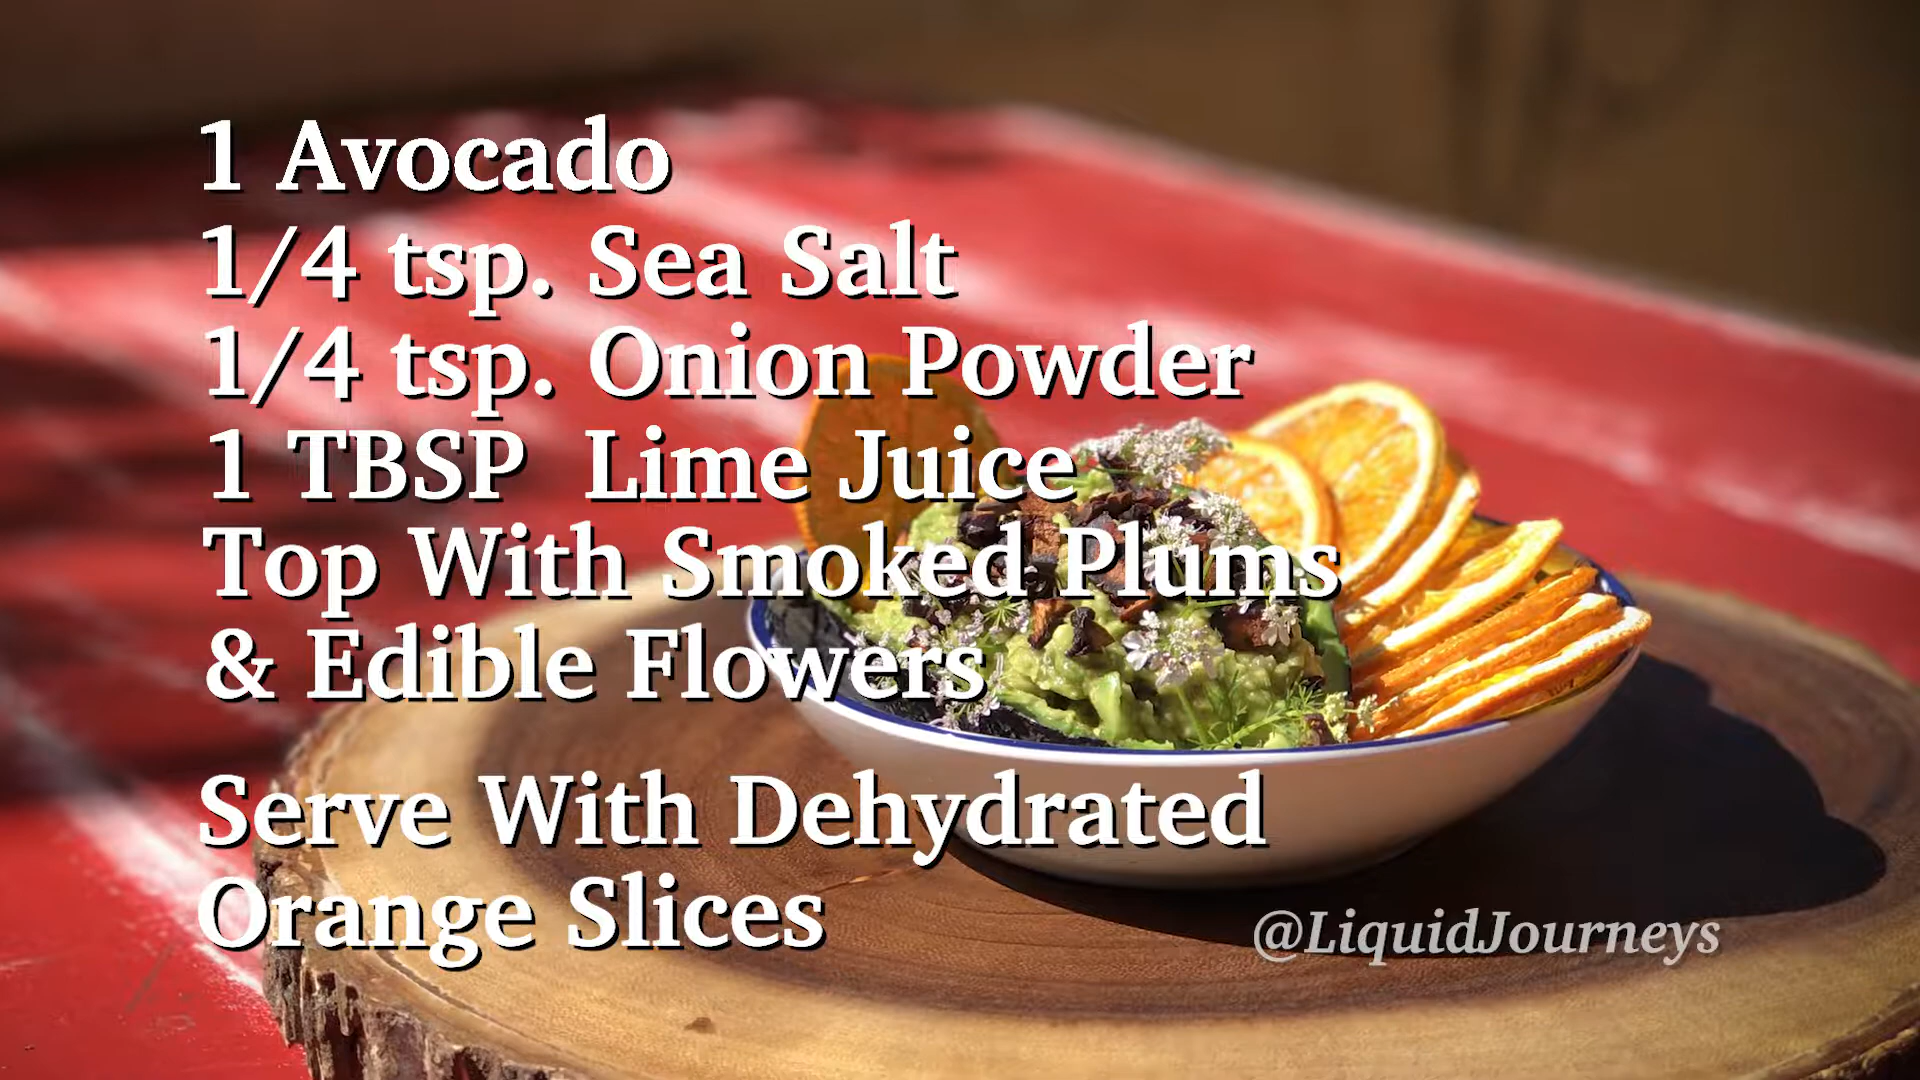 1 Avocado
1/4 tsp. Sea Salt
1/4 tsp. Onion Powder
1 TBSP Lime Juice
Top With Smoked Plums
& Edible Flowers
Serve With Dehydrated
Orange Slices
@LiquidJourneys